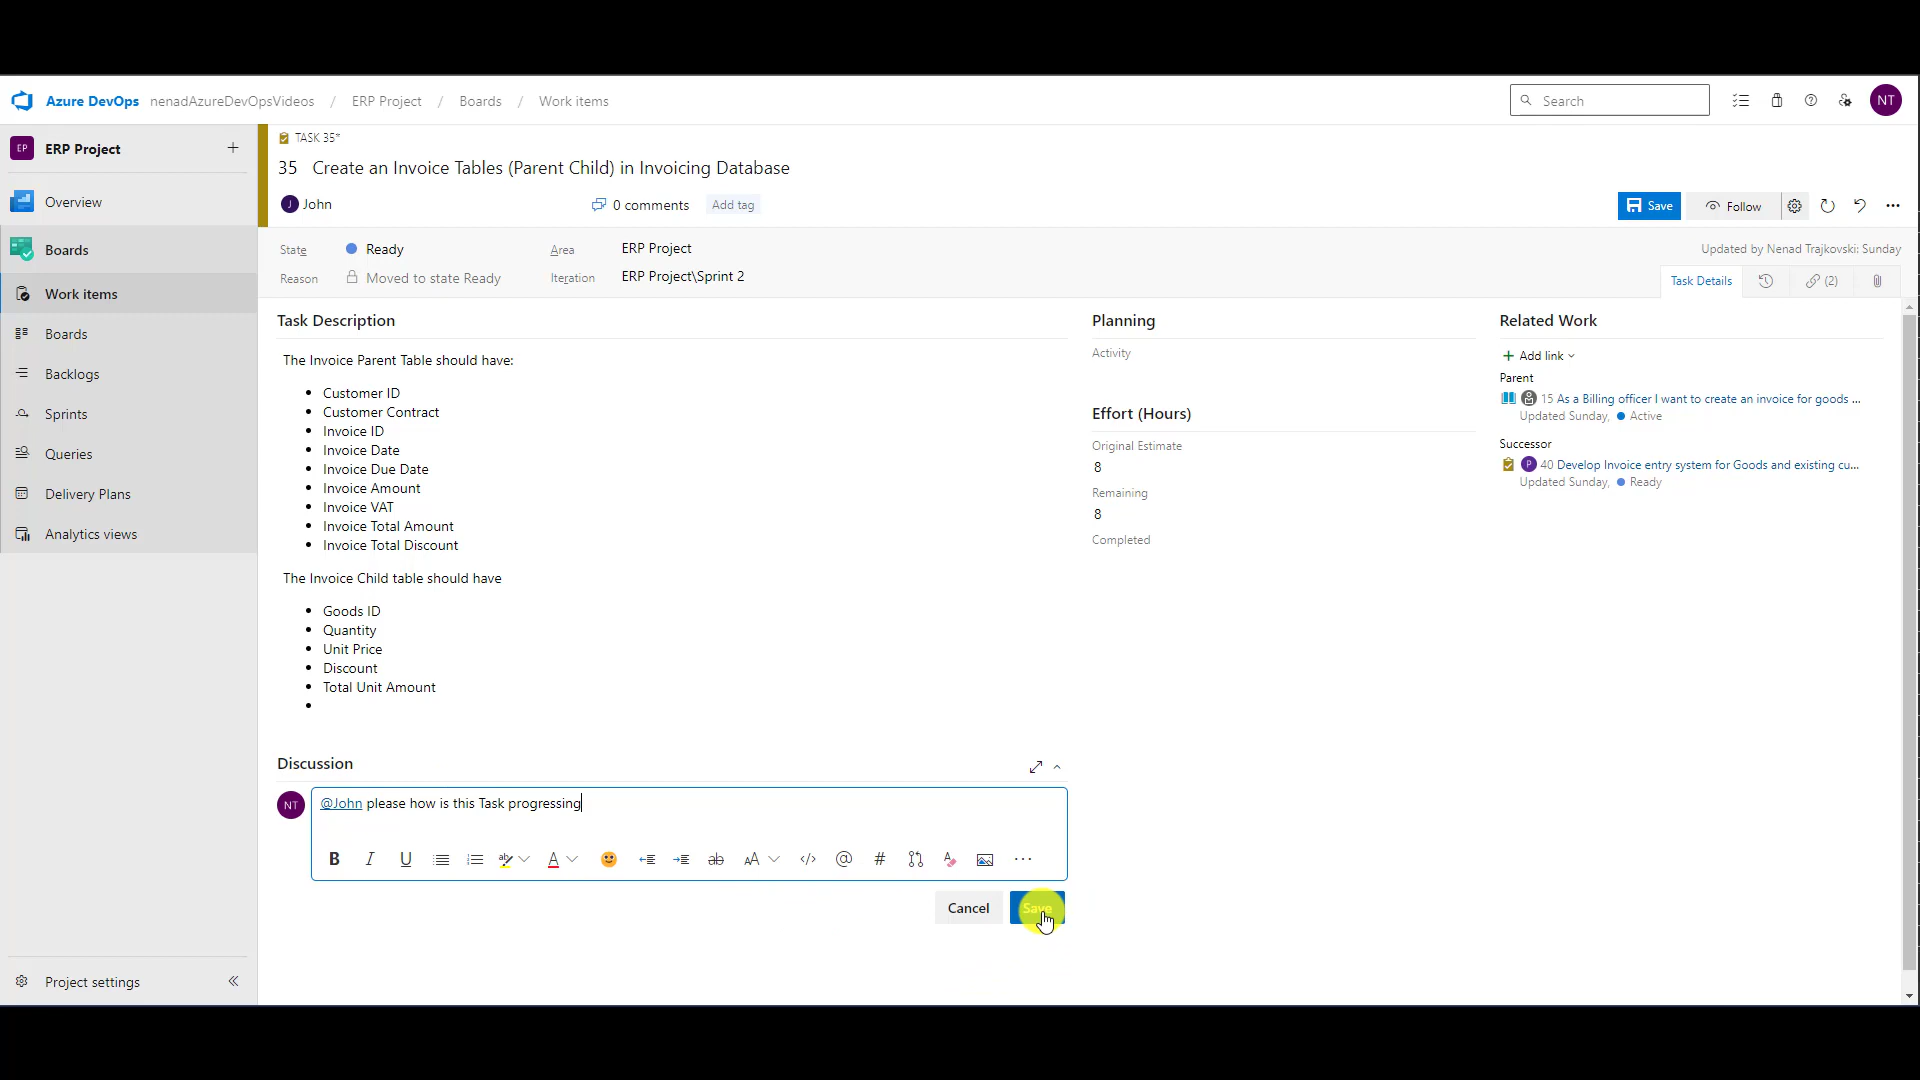 Azure DevOps nenadAzureDevOpsVideos / ERP Project / Boards / Work items
Search
NT
EP ERP Project +
Overview
Boards
Work items
Boards
Backlogs
Sprints
Queries
Delivery Plans
Analytics views
Project settings
TASK 35*
35 Create an Invoice Tables (Parent Child) in Invoicing Database
J John
0 comments
Add tag
Save
Follow
State Ready
Area ERP Project
Updated by Nenad Trajkovski: Sunday
Reason Moved to state Ready
Iteration ERP Project\Sprint 2
Task Details
(2)
Task Description
The Invoice Parent Table should have:
• Customer ID
• Customer Contract
• Invoice ID
• Invoice Date
• Invoice Due Date
• Invoice Amount
• Invoice VAT
• Invoice Total Amount
• Invoice Total Discount
The Invoice Child table should have
• Goods ID
• Quantity
• Unit Price
• Discount
• Total Unit Amount
•
Discussion
NT
@John please how is this Task progressing
B I U ab A ab AA </> @ # A ...
Cancel
Save
Planning
Activity
Effort (Hours)
Original Estimate
8
Remaining
8
Completed
Related Work
+ Add link
Parent
15 As a Billing officer I want to create an invoice for goods ...
Updated Sunday, Active
Successor
P 40 Develop Invoice entry system for Goods and existing cu...
Updated Sunday, Ready